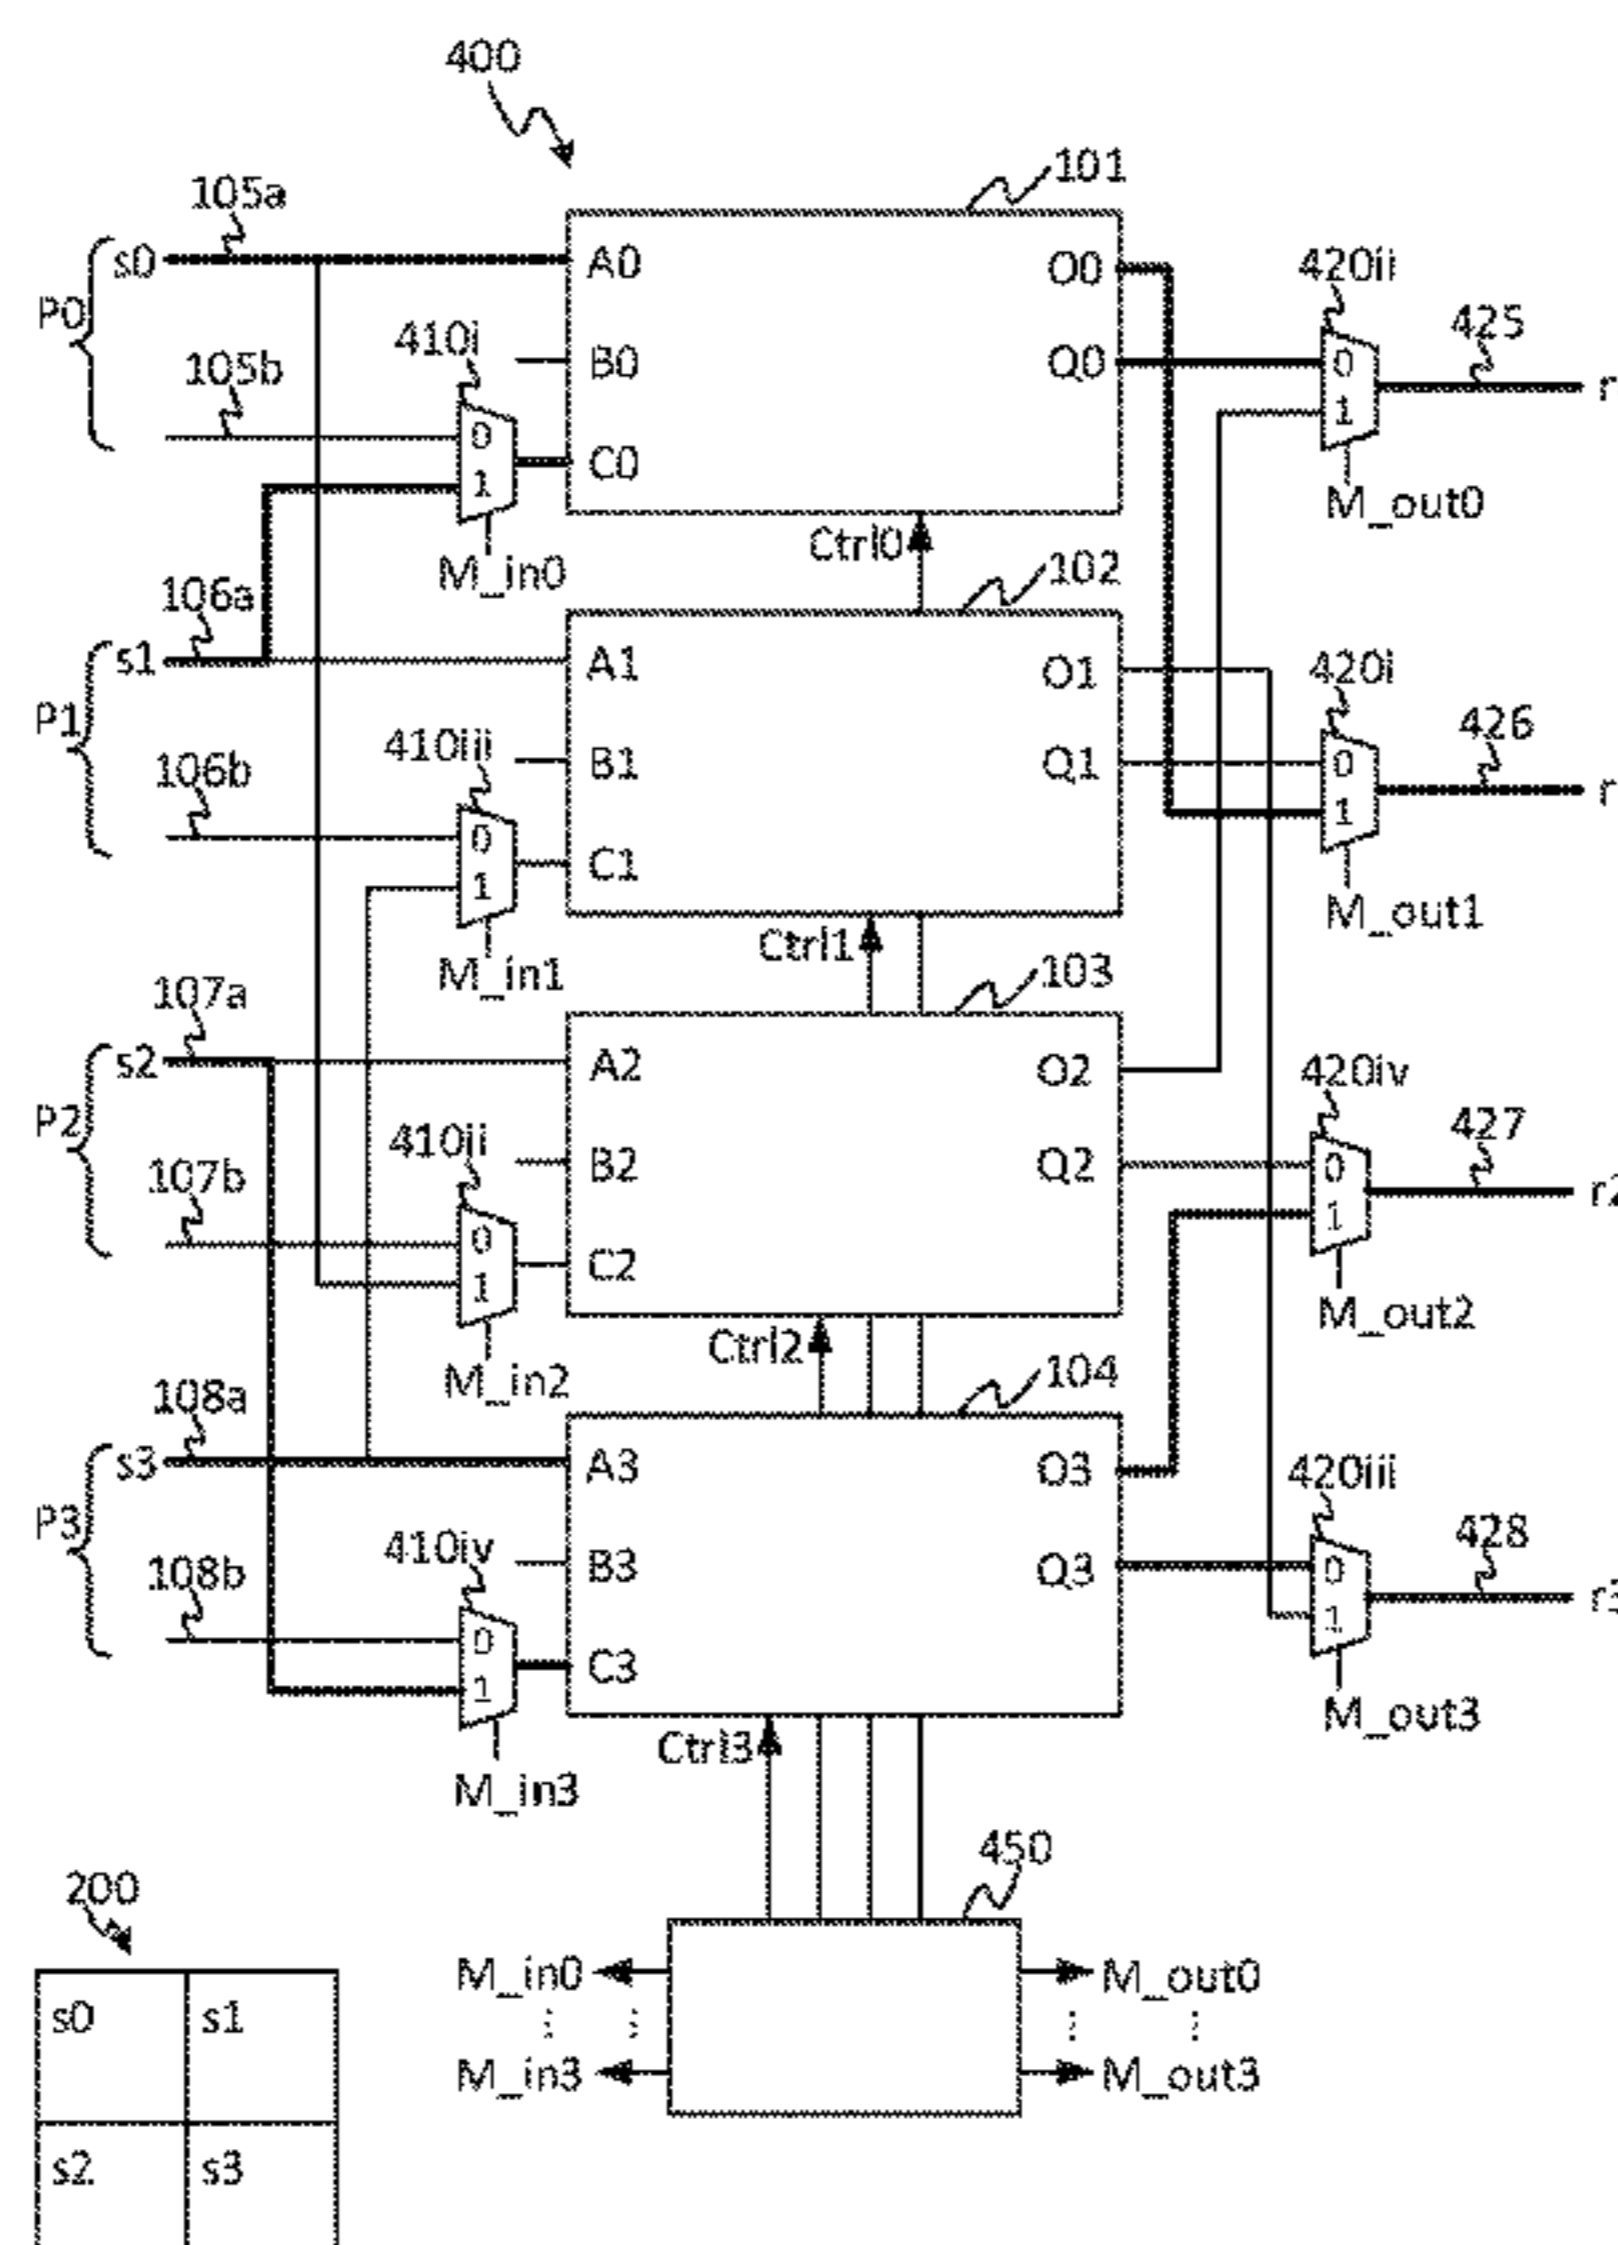 400
101
105a
s0
A0
O0
420ii
425
P0
410i
B0
Q0
0
105b
0
1
r
C0
1
M_in0
Ctrl0
M_out0
102
106a
s1
A1
O1
420i
426
P1
410iii
B1
Q1
0
106b
0
1
r
C1
1
M_in1
Ctrl1
M_out1
103
107a
s2
A2
O2
420iv
427
P2
410ii
B2
Q2
0
107b
0
1
r2
C2
1
M_in2
Ctrl2
M_out2
104
108a
s3
A3
O3
420iii
428
P3
410iv
B3
Q3
0
108b
0
1
r3
C3
1
M_in3
Ctrl3
M_out3
450
200
M_in0
M_out0
M_in3
M_out3
s0 s1
s2 s3